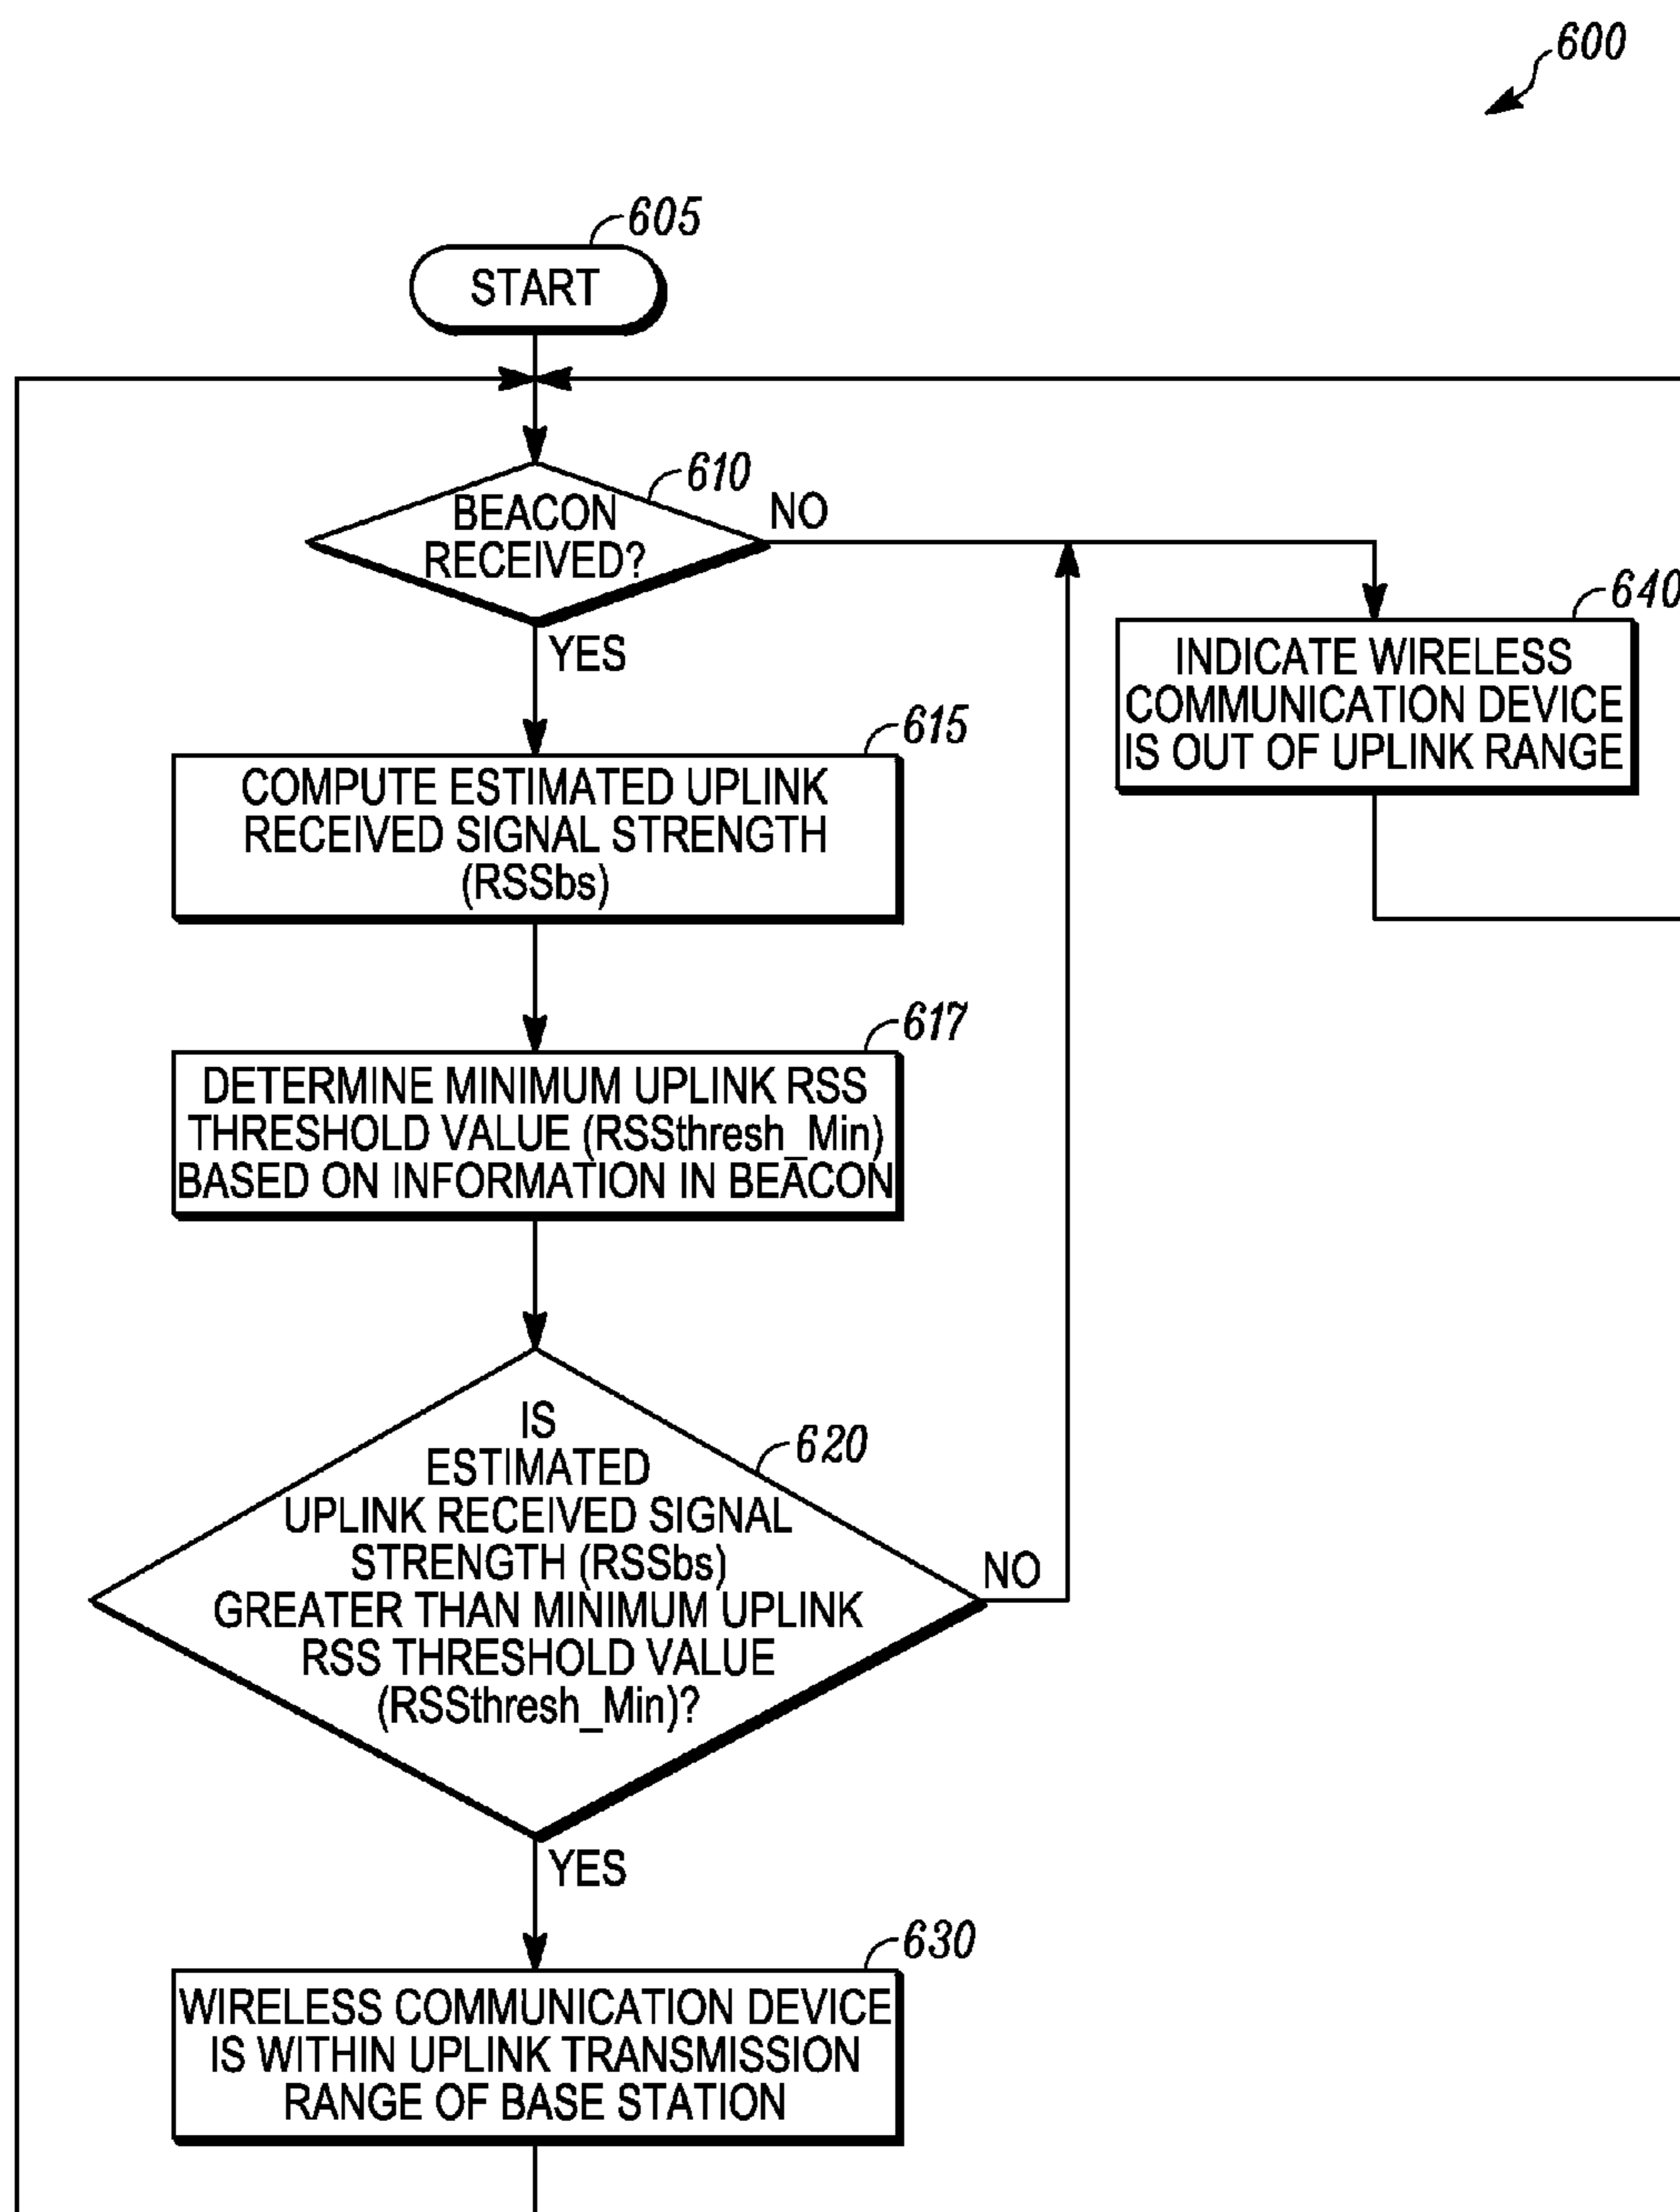 600
605
START
610
BEACON
RECEIVED?
NO
YES
640
INDICATE WIRELESS
COMMUNICATION DEVICE
IS OUT OF UPLINK RANGE
615
COMPUTE ESTIMATED UPLINK
RECEIVED SIGNAL STRENGTH
(RSSbs)
617
DETERMINE MINIMUM UPLINK RSS
THRESHOLD VALUE (RSSthresh_Min)
BASED ON INFORMATION IN BEACON
620
IS
ESTIMATED
UPLINK RECEIVED SIGNAL
STRENGTH (RSSbs)
GREATER THAN MINIMUM UPLINK
RSS THRESHOLD VALUE
(RSSthresh_Min)?
NO
YES
630
WIRELESS COMMUNICATION DEVICE
IS WITHIN UPLINK TRANSMISSION
RANGE OF BASE STATION